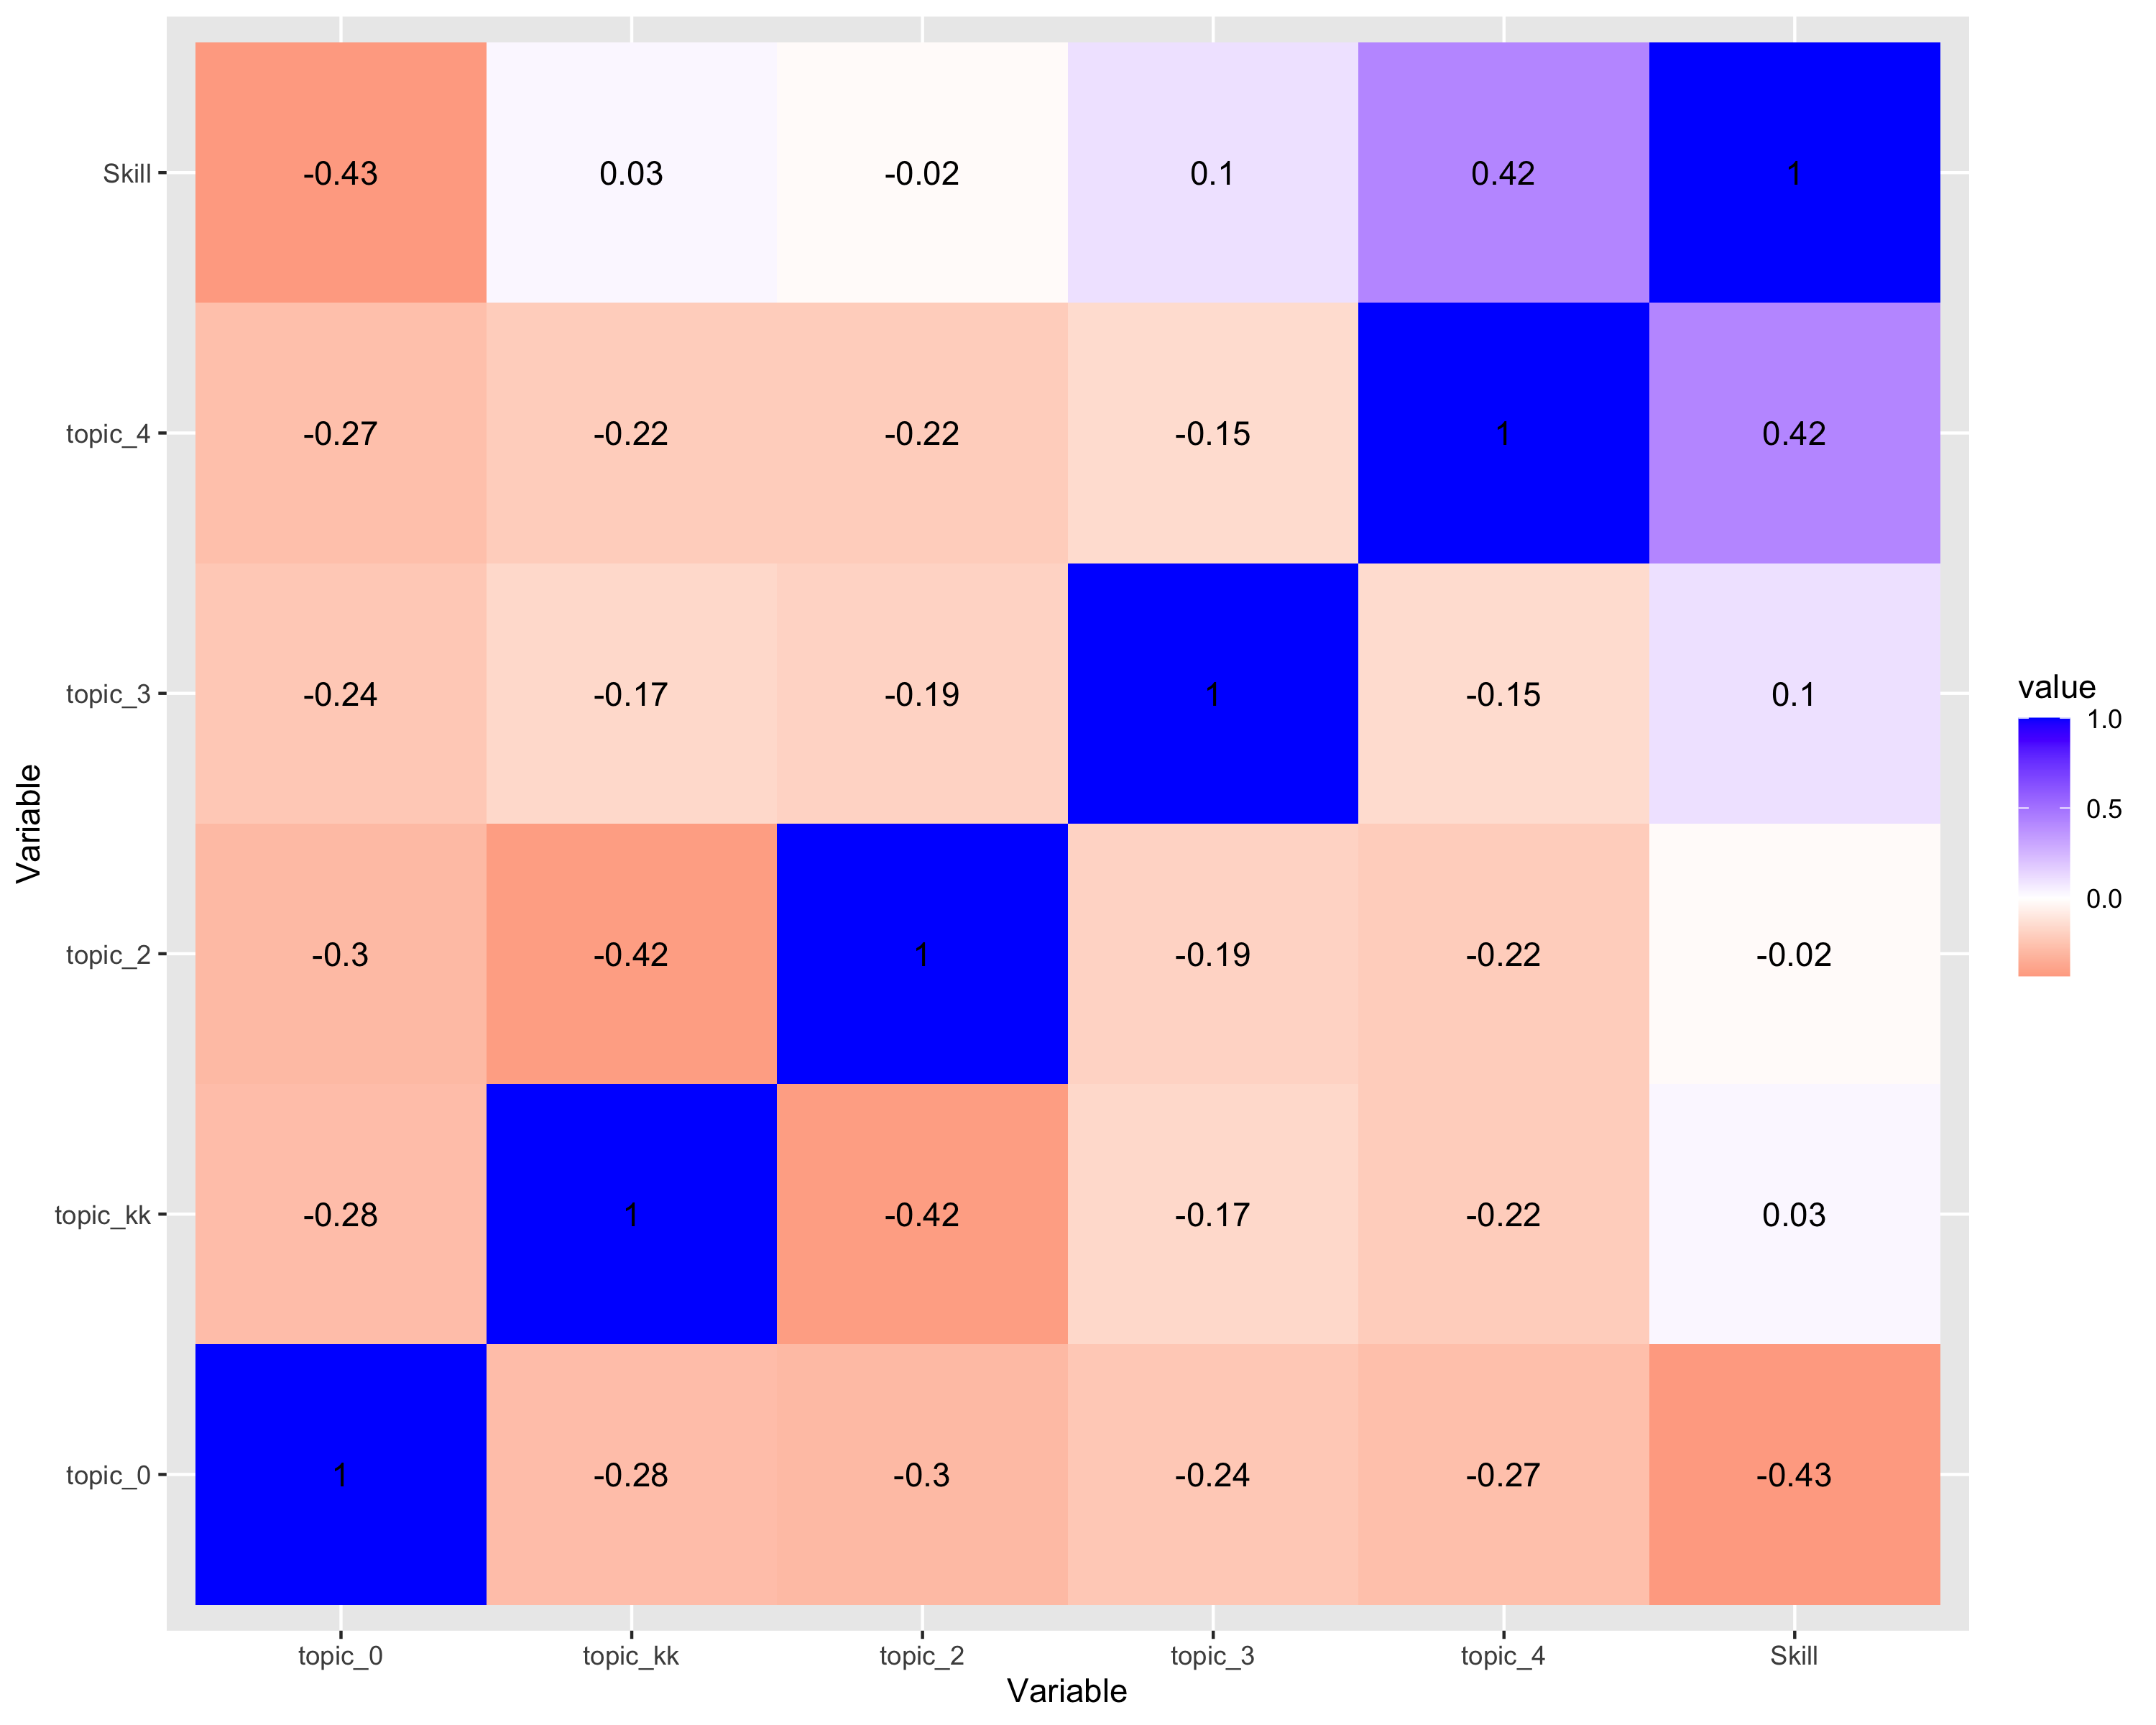 Skill -0.43 0.03 -0.02 0.1 0.42 1
topic_4 -0.27 -0.22 -0.22 -0.15 1 0.42
topic_3 -0.24 -0.17 -0.19 1 -0.15 0.1
topic_2 -0.3 -0.42 1 -0.19 -0.22 -0.02
topic_kk -0.28 1 -0.42 -0.17 -0.22 0.03
topic_0 1 -0.28 -0.3 -0.24 -0.27 -0.43
topic_0 topic_kk topic_2 topic_3 topic_4 Skill
Variable
Variable
value
1.0
0.5
0.0